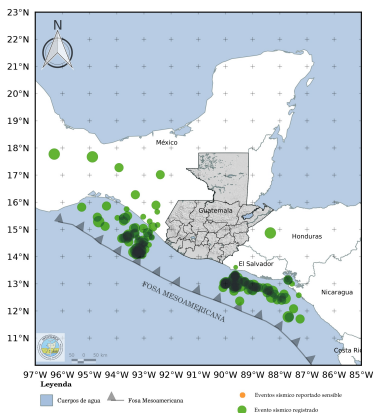 N
23°N
22°N
21°N
20°N
19°N
18°N
17°N
16°N
15°N
14°N
13°N
12°N
11°N
México
Guatemala
Honduras
El Salvador
Nicaragua
Costa Ric
FOSA MESOAMERICANA
97°W 96°W 95°W 94°W 93°W 92°W 91°W 90°W 89°W 88°W 87°W 86°W 85°W
Leyenda
Cuerpos de agua
Fosa Mesoamericana
Eventos sísmico reportado sensible
Evento sísmico registrado